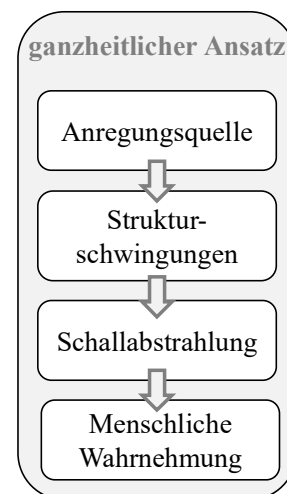 ganzheitlicher Ansatz
Anregungsquelle
Struktur-
schwingungen
Schallabstrahlung
Menschliche
Wahrnehmung